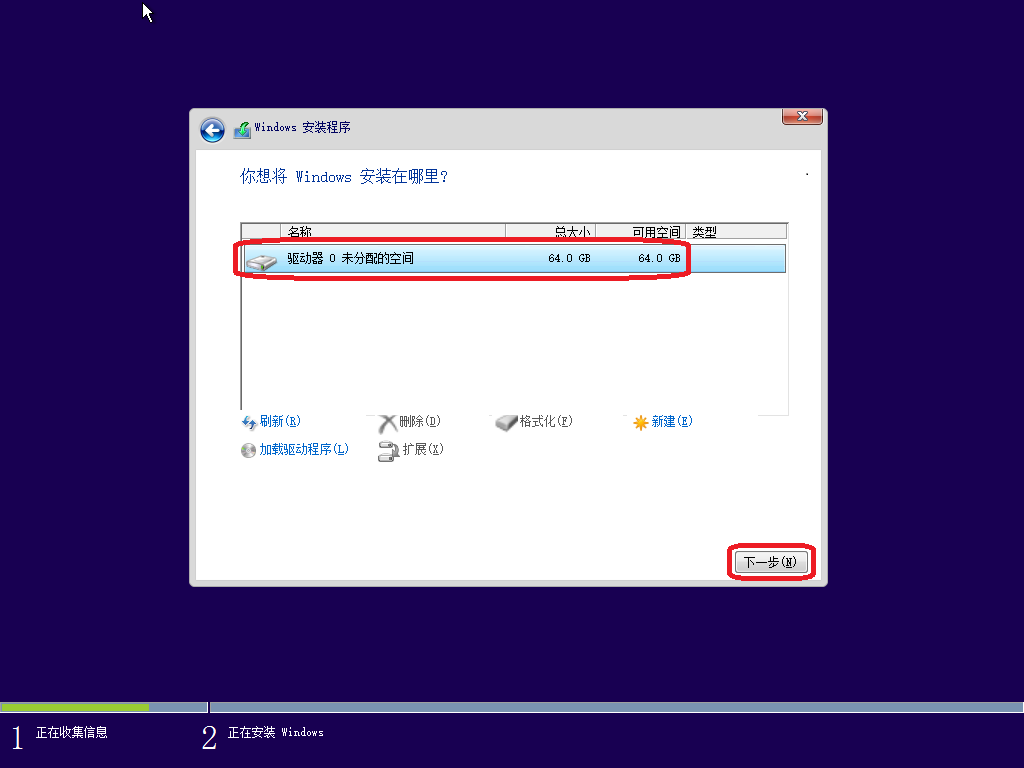 Windows 安装程序
你想将 Windows 安装在哪里?
名称 总大小 可用空间 类型
驱动器 0 未分配的空间 64.0 GB 64.0 GB
刷新(R) 删除(D) 格式化(F) 新建(E)
加载驱动程序(L) 扩展(X)
下一步(N)
1 正在收集信息 2 正在安装 Windows